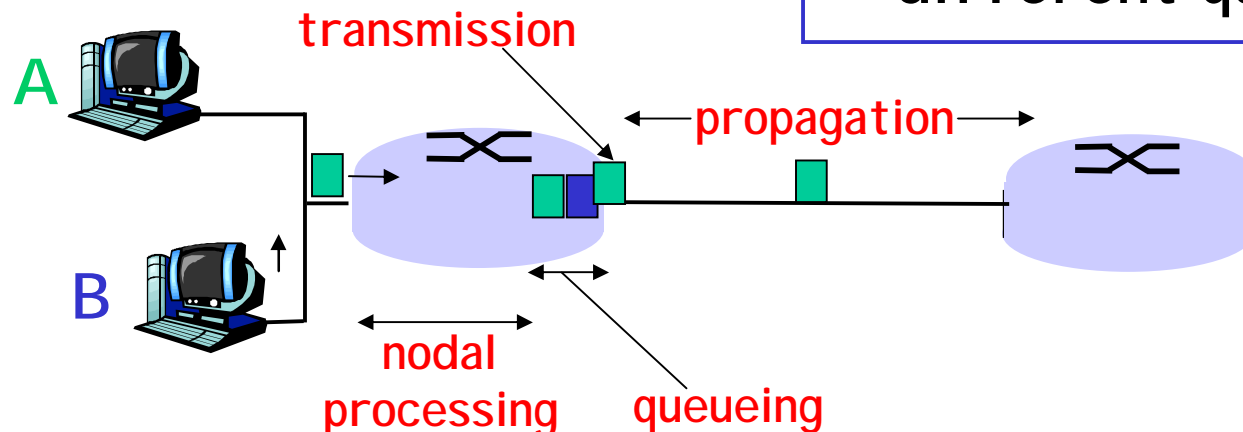 transmission
A
propagation
B
nodal
processing
queueing